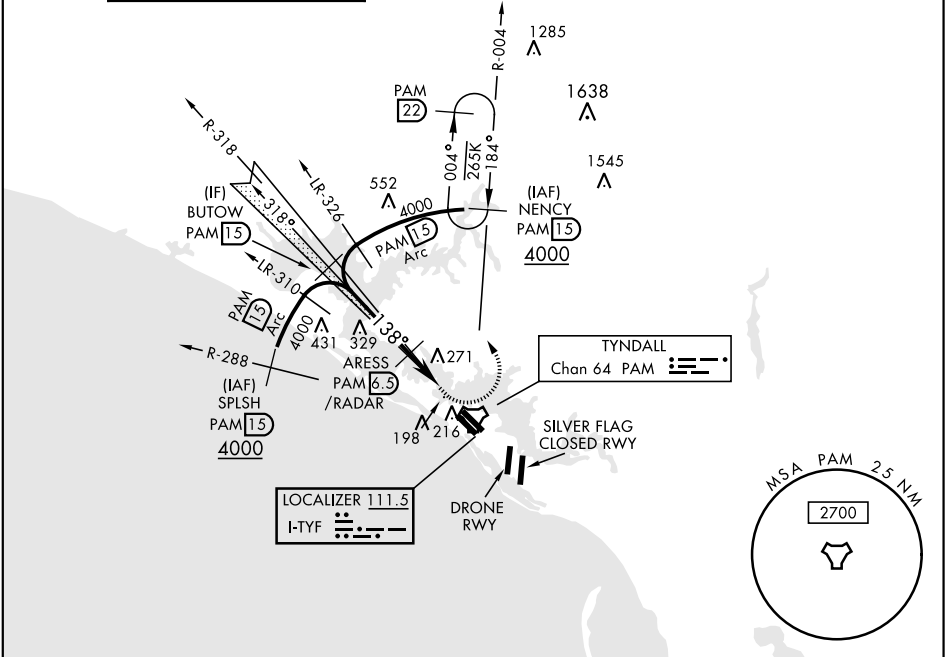 1285
R-004
1638
PAM
22
004°
265K
184°
1545
R-318
LR-326
552
4000
(IAF)
NENCY
PAM 15
4000
(IF)
BUTOW
PAM 15
318°
PAM 15
Arc
LR-310
PAM
15
Arc
4000
431
329
138°
271
R-288
ARESS
PAM 6.5
/RADAR
(IAF)
SPLSH
PAM 15
4000
TYNDALL
Chan 64 PAM
198
216
SILVER FLAG
CLOSED RWY
DRONE
RWY
LOCALIZER 111.5
I-TYF
MSA PAM 25 NM
2700